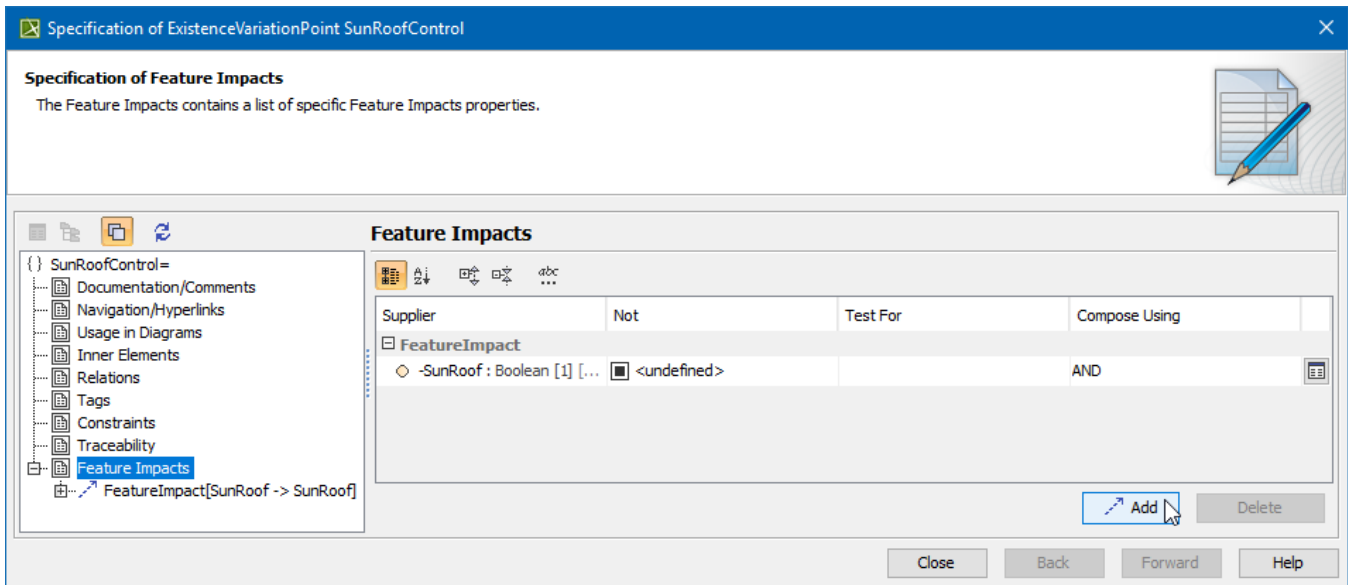 Specification of ExistenceVariationPoint SunRoofControl
Specification of Feature Impacts
The Feature Impacts contains a list of specific Feature Impacts properties.
{ } SunRoofControl=
Documentation/Comments
Navigation/Hyperlinks
Usage in Diagrams
Inner Elements
Relations
Tags
Constraints
Traceability
Feature Impacts
FeatureImpact[SunRoof -> SunRoof]
Feature Impacts
A Z
abc
Supplier Not Test For Compose Using
FeatureImpact
-SunRoof : Boolean [1] [... <undefined> AND
Add Delete
Close Back Forward Help